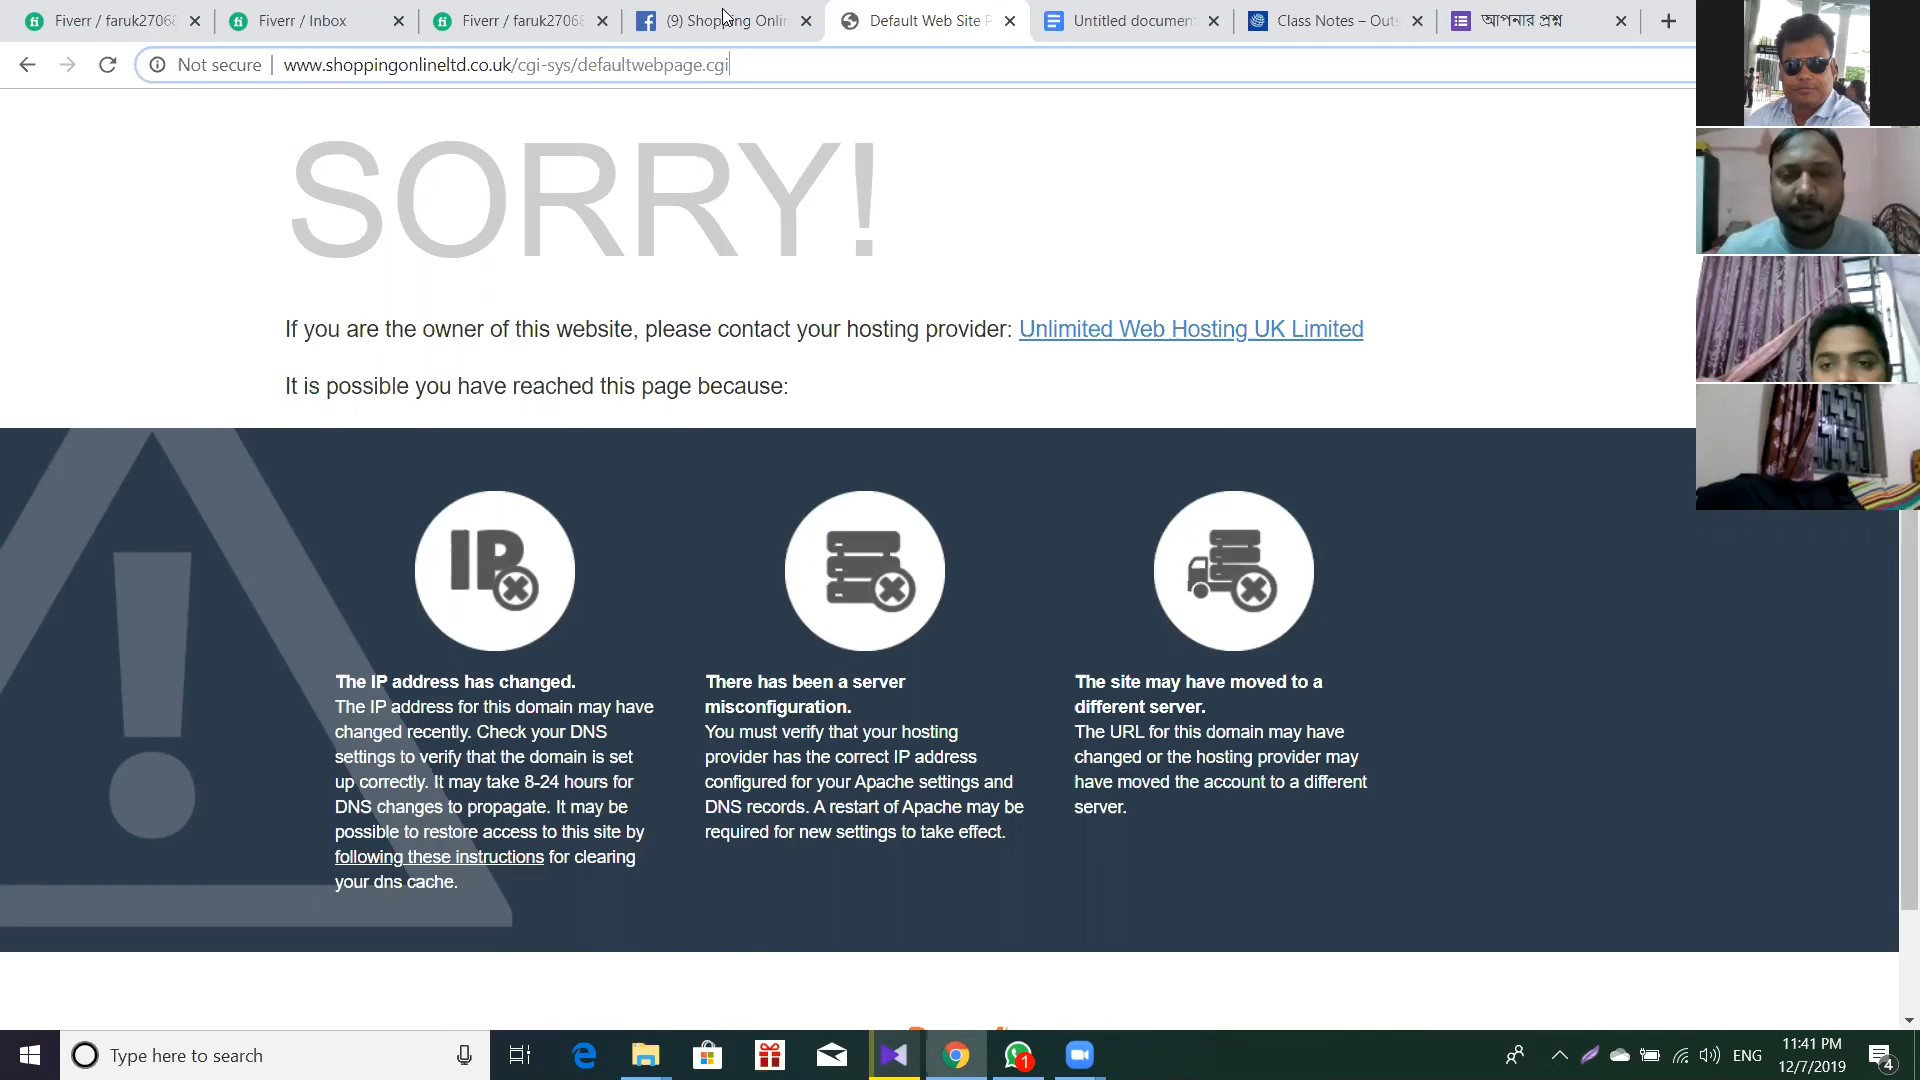 Fiverr / faruk27068
Fiverr / Inbox
Fiverr / faruk27068
(9) Shopping Onlin
Default Web Site P
Untitled document
Class Notes – Outs
আপনার প্রশ্ন
Not secure | www.shoppingonlineltd.co.uk/cgi-sys/defaultwebpage.cgi
SORRY!
If you are the owner of this website, please contact your hosting provider: Unlimited Web Hosting UK Limited
It is possible you have reached this page because:
IP
The IP address has changed.
The IP address for this domain may have
changed recently. Check your DNS
settings to verify that the domain is set
up correctly. It may take 8-24 hours for
DNS changes to propagate. It may be
possible to restore access to this site by
following these instructions for clearing
your dns cache.
There has been a server
misconfiguration.
You must verify that your hosting
provider has the correct IP address
configured for your Apache settings and
DNS records. A restart of Apache may be
required for new settings to take effect.
The site may have moved to a
different server.
The URL for this domain may have
changed or the hosting provider may
have moved the account to a different
server.
Type here to search
1
ENG
11:41 PM
12/7/2019
4